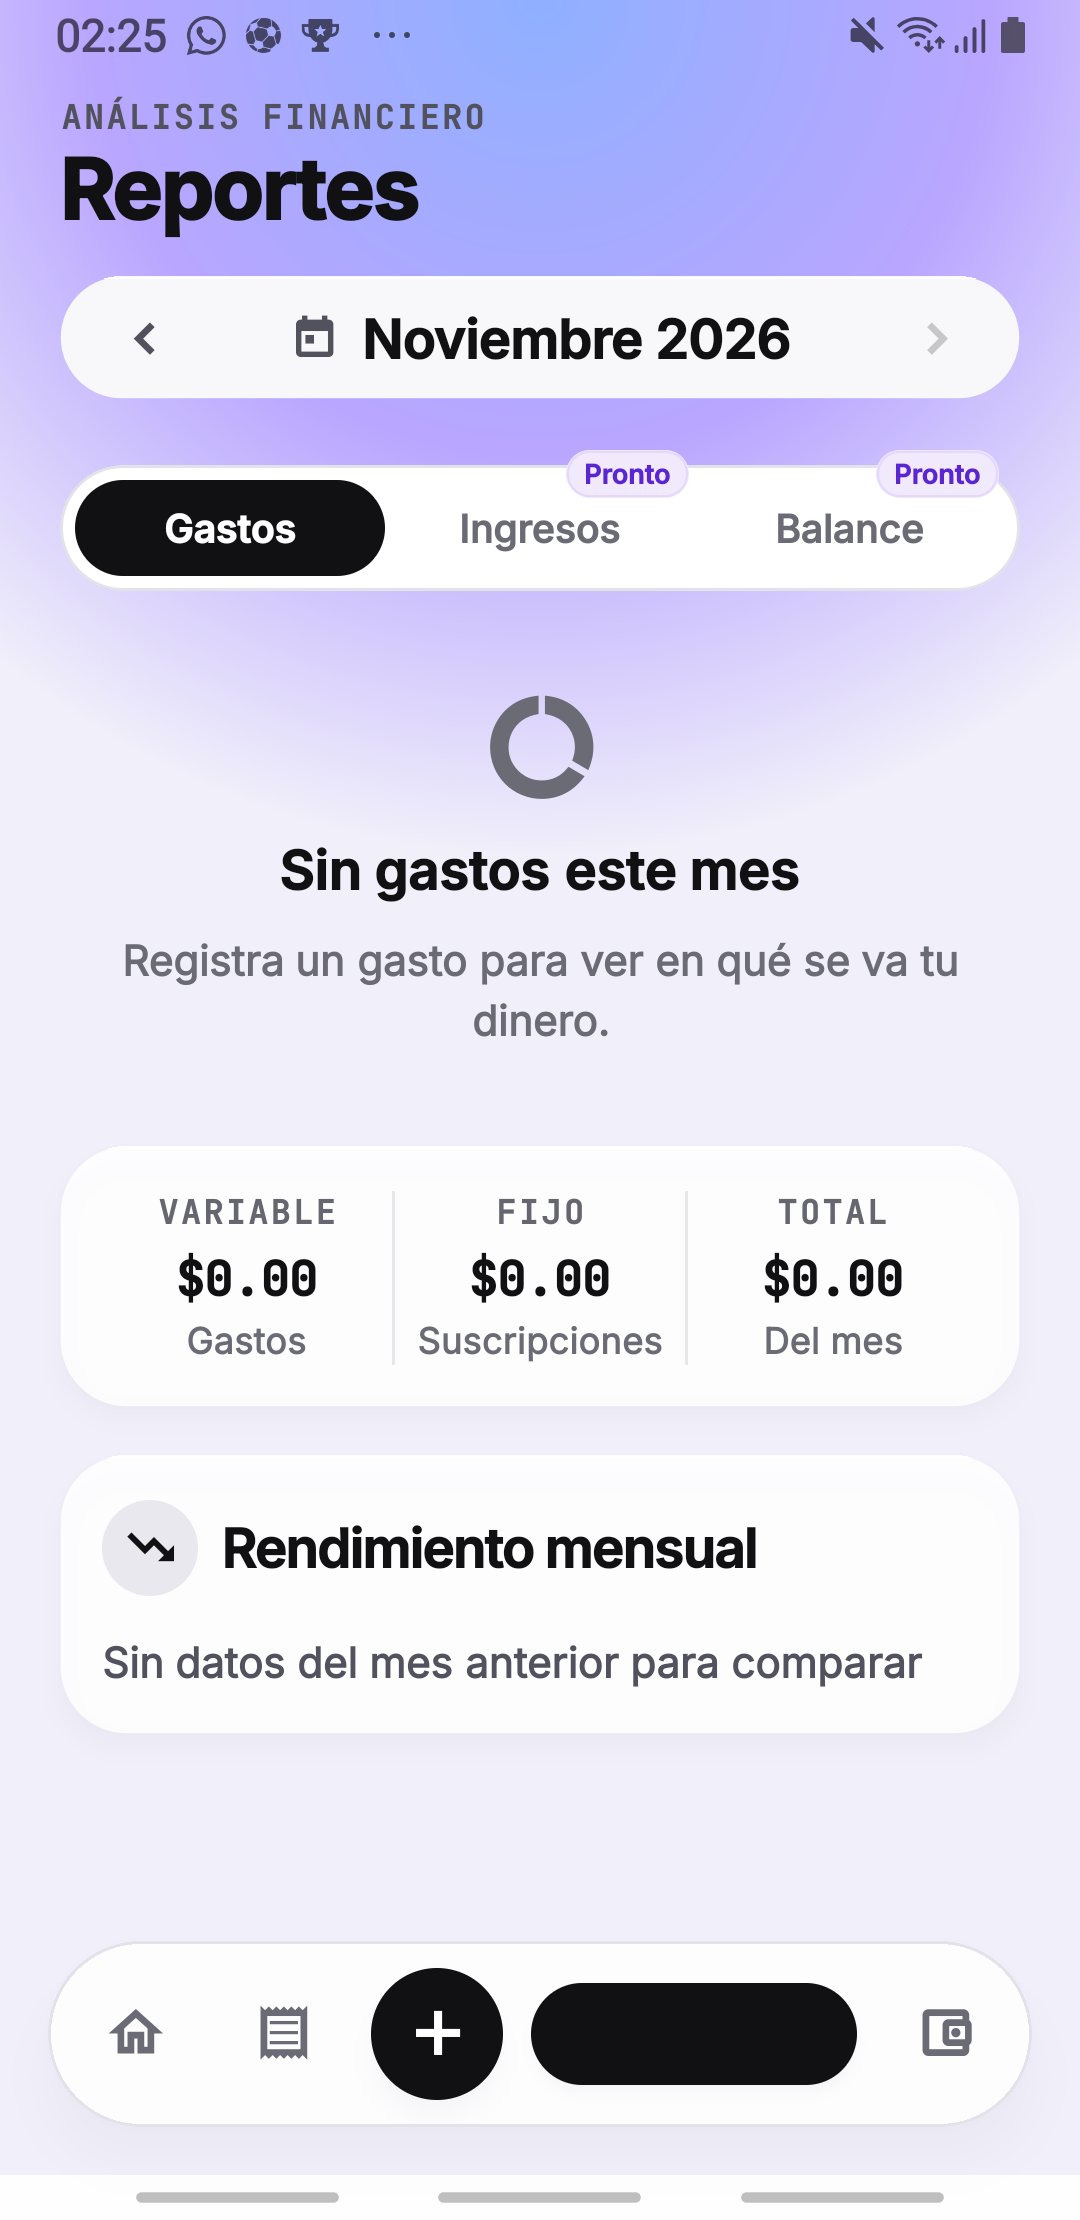 02:25
ANÁLISIS FINANCIERO
Reportes
Noviembre 2026
Pronto
Pronto
Gastos
Ingresos
Balance
Sin gastos este mes
Registra un gasto para ver en qué se va tu
dinero.
VARIABLE
FIJO
TOTAL
$0.00
$0.00
$0.00
Gastos
Suscripciones
Del mes
Rendimiento mensual
Sin datos del mes anterior para comparar